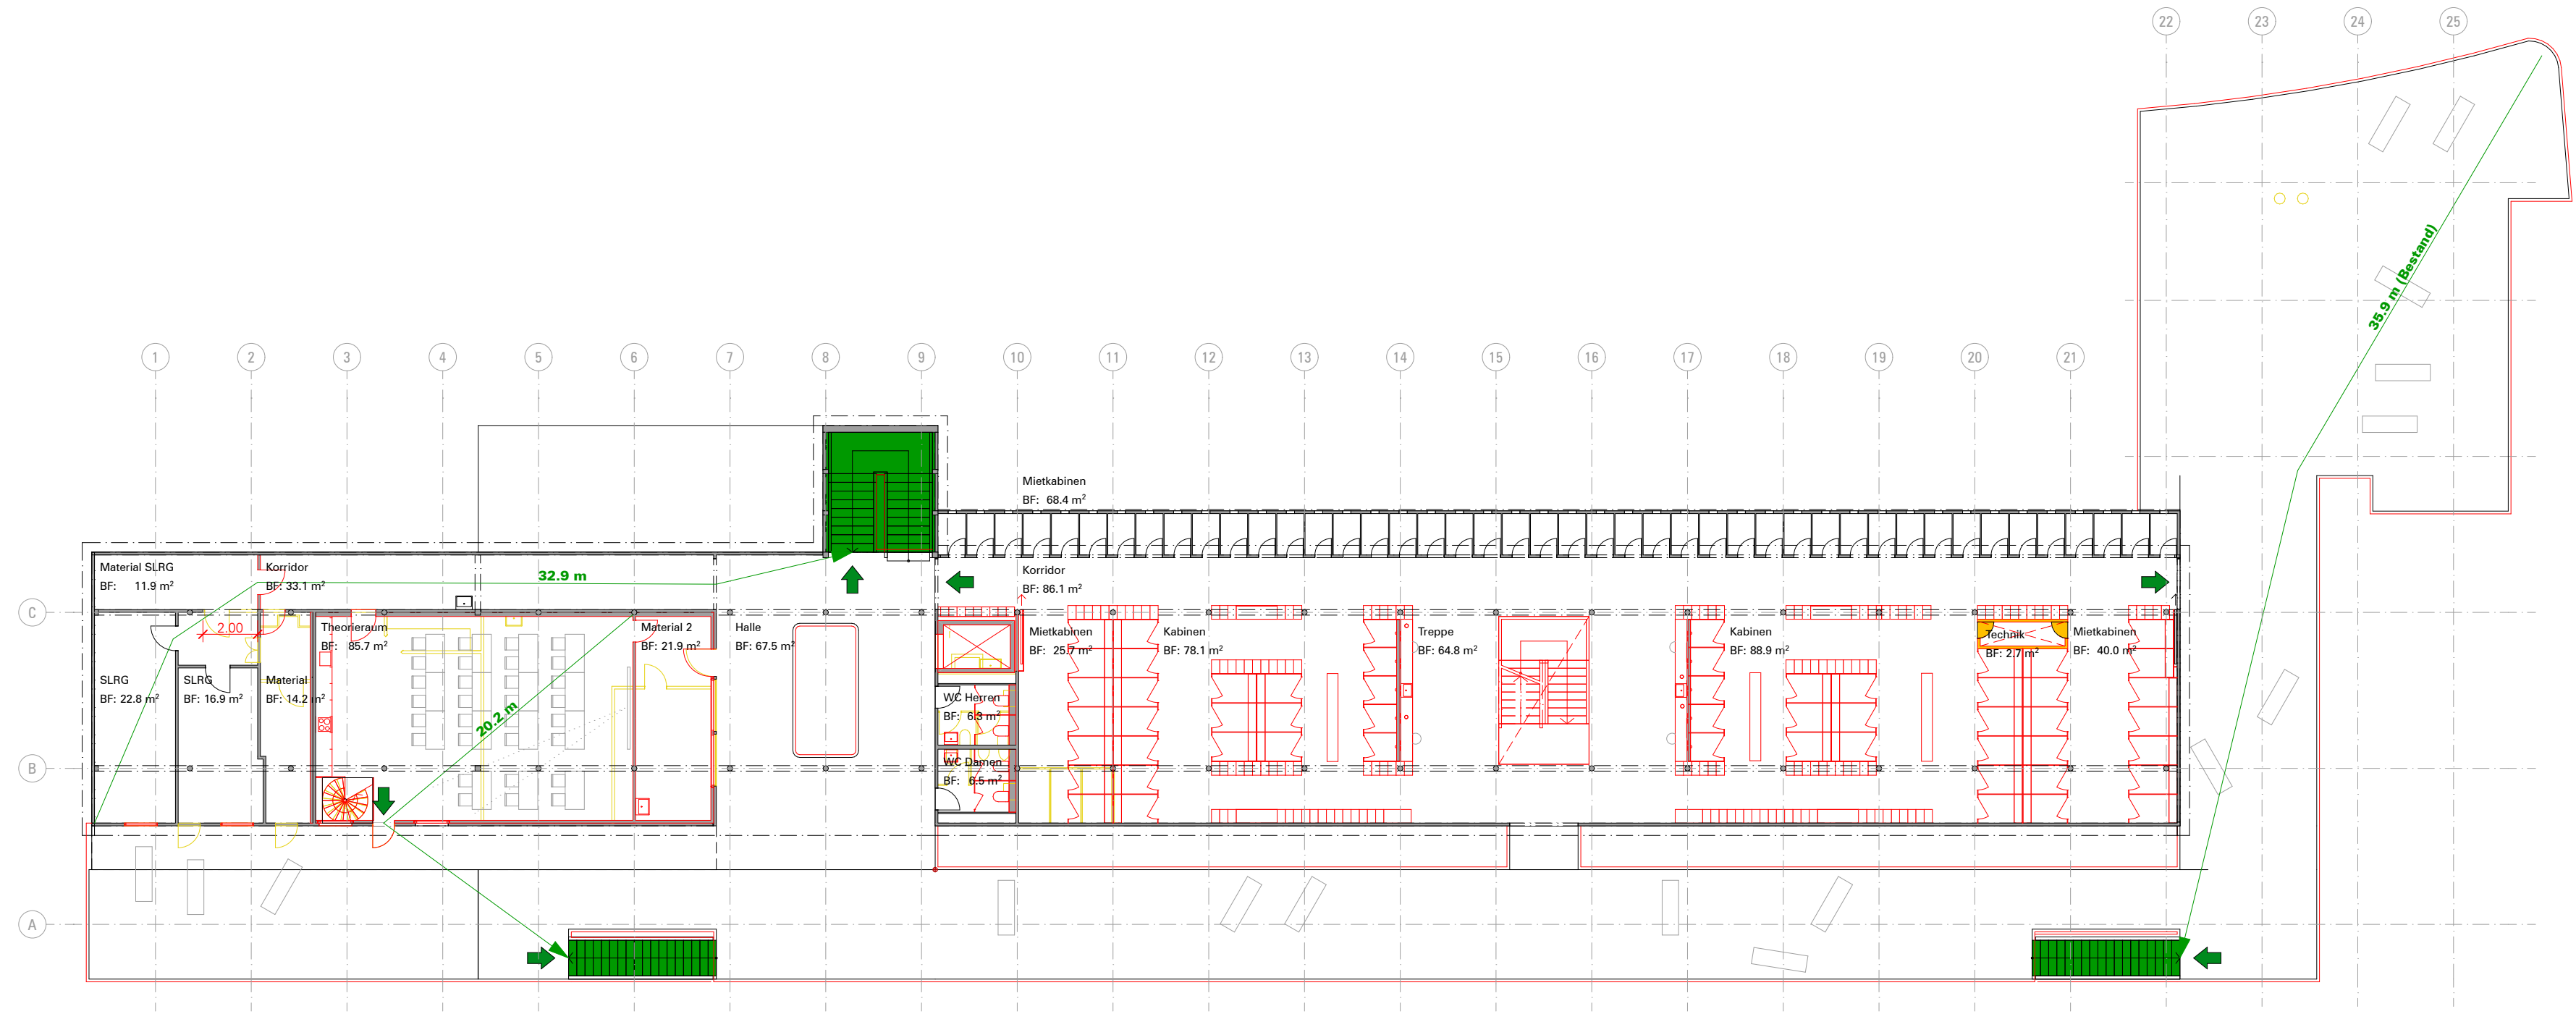 22 23 24 25
35.9 m (Bestand)
1 2 3 4 5 6 7 8 9 10 11 12 13 14 15 16 17 18 19 20 21
Mietkabinen
BF: 68.4 m²
Material SLRG
BF: 11.9 m²
Korridor
BF: 33.1 m²
32.9 m
Korridor
BF: 86.1 m²
C
2.00
Theorieraum
BF: 85.7 m²
Material 2
BF: 21.9 m²
Halle
BF: 67.5 m²
Mietkabinen
BF: 25.7 m²
Kabinen
BF: 78.1 m²
Treppe
BF: 64.8 m²
Kabinen
BF: 88.9 m²
Technik
BF: 2.7 m²
Mietkabinen
BF: 40.0 m²
SLRG
BF: 22.8 m²
SLRG
BF: 16.9 m²
Material
BF: 14.2 m²
20.2 m
WC Herren
BF: 6.3 m²
B
WC Damen
BF: 6.5 m²
A